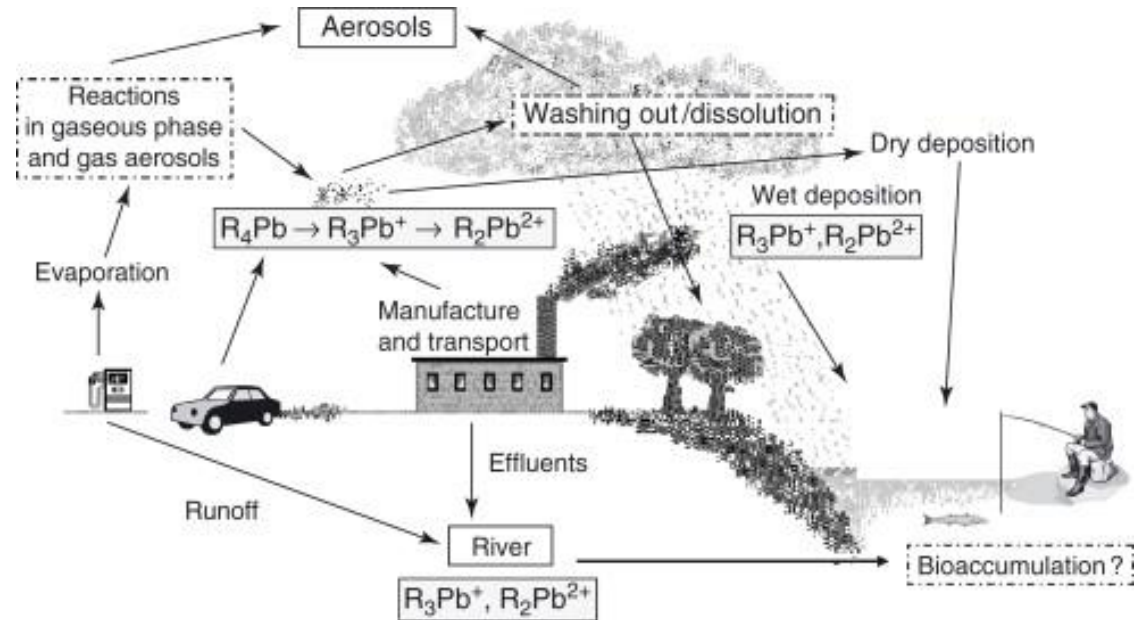 Aerosols
Reactions
in gaseous phase
and gas aerosols
Washing out/dissolution
Dry deposition
Wet deposition
R₃Pb⁺,R₂Pb²⁺
R₄Pb → R₃Pb⁺ → R₂Pb²⁺
Evaporation
Manufacture
and transport
Effluents
Runoff
River
R₃Pb⁺, R₂Pb²⁺
Bioaccumulation ?